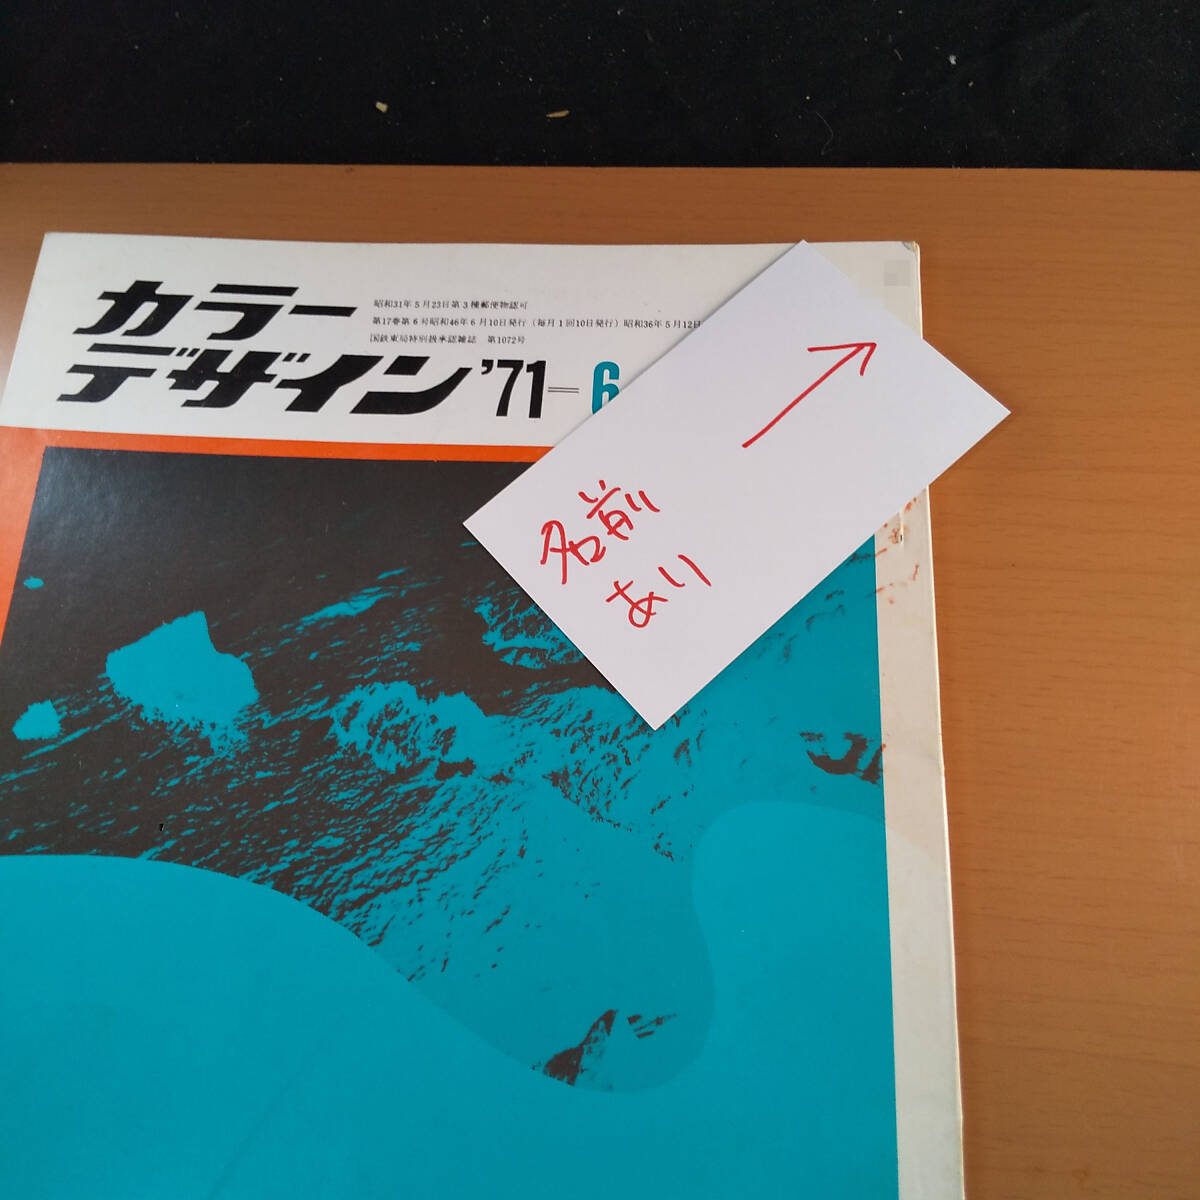 カラー
デザイン'71=6
昭和31年5月23日第3種郵便物認可
第17巻第6号昭和46年6月10日発行(毎月1回10日発行)昭和36年5月12日
国鉄東局特別扱承認雑誌 第1072号
名前
あり